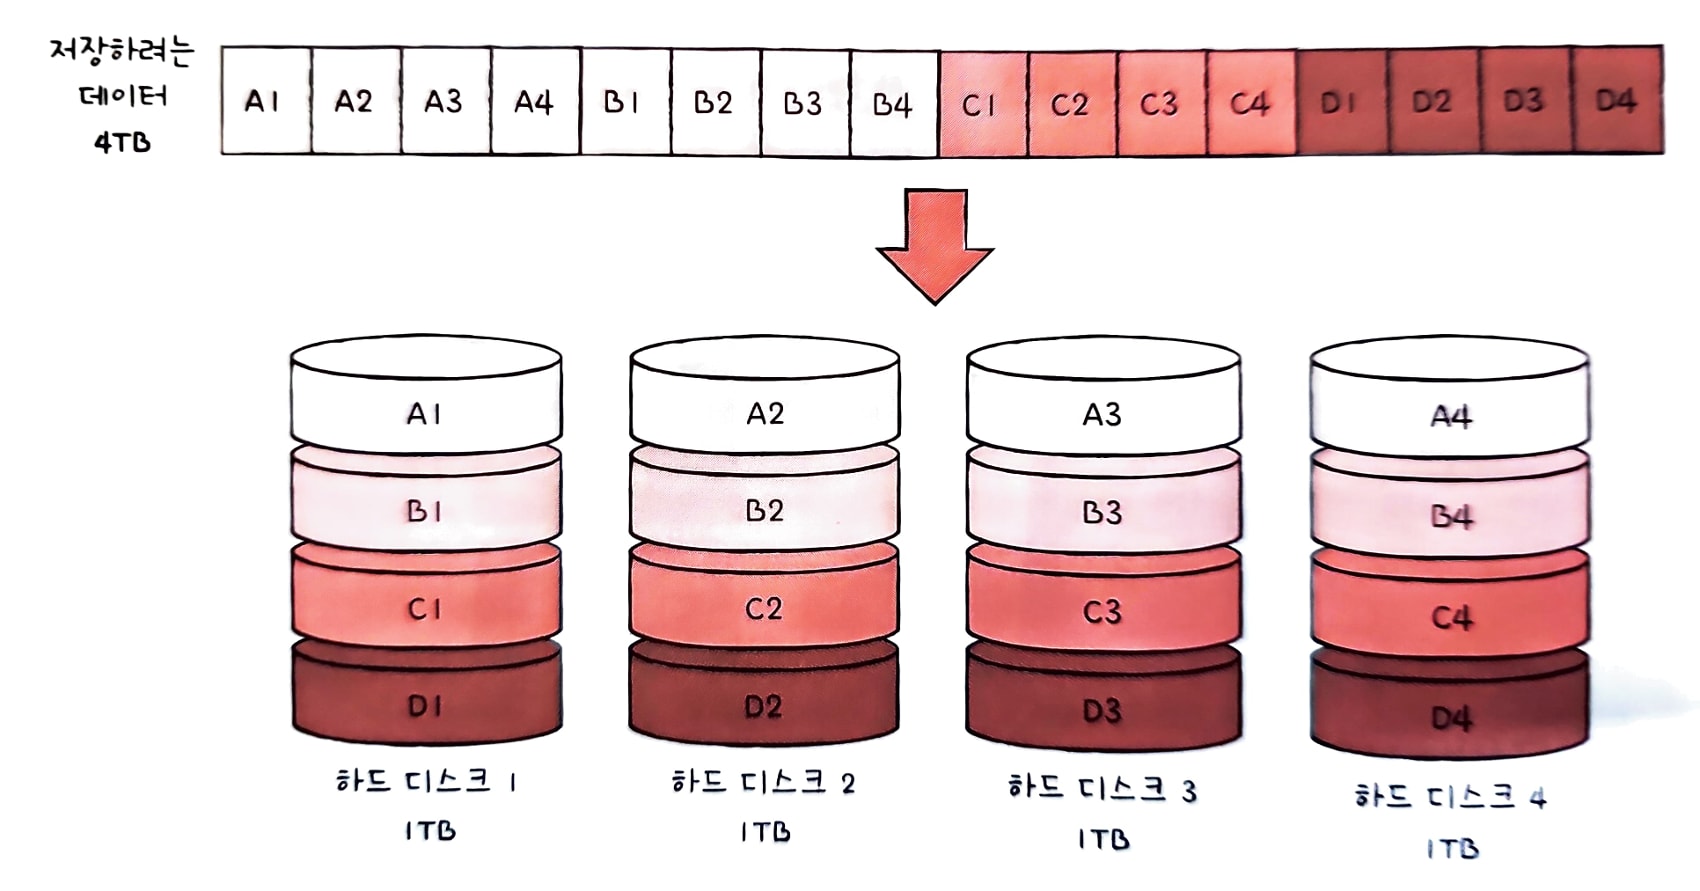 저장하려는
데이터
4TB
A1 A2 A3 A4 B1 B2 B3 B4 C1 C2 C3 C4 D1 D2 D3 D4
A1 A2 A3 A4
B1 B2 B3 B4
C1 C2 C3 C4
D1 D2 D3 D4
하드 디스크 1 하드 디스크 2 하드 디스크 3 하드 디스크 4
1TB 1TB 1TB 1TB